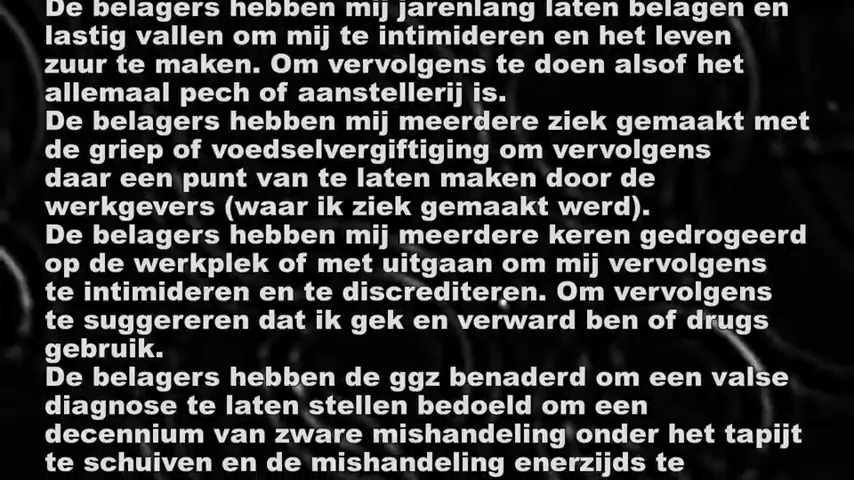 De belagers hebben mij jarenlang laten belagen en
lastig vallen om mij te intimideren en het leven
zuur te maken. Om vervolgens te doen alsof het
allemaal pech of aanstellerij is.
De belagers hebben mij meerdere ziek gemaakt met
de griep of voedselvergiftiging om vervolgens
daar een punt van te laten maken door de
werkgevers (waar ik ziek gemaakt werd).
De belagers hebben mij meerdere keren gedrogeerd
op de werkplek of met uitgaan om mij vervolgens
te intimideren en te discrediteren. Om vervolgens
te suggereren dat ik gek en verward ben of drugs
gebruik.
De belagers hebben de ggz benaderd om een valse
diagnose te laten stellen bedoeld om een
decennium van zware mishandeling onder het tapijt
te schuiven en de mishandeling enerzijds te